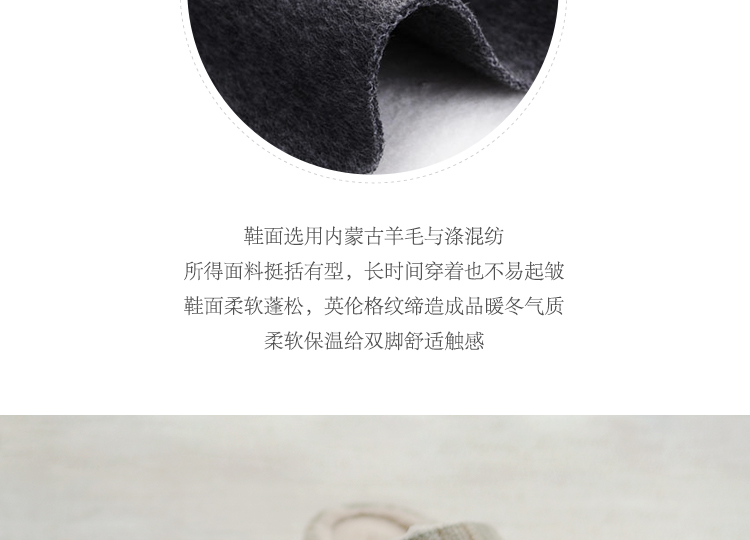 鞋面选用内蒙古羊毛与涤混纺
所得面料挺括有型，长时间穿着也不易起皱
鞋面柔软蓬松，英伦格纹缔造成品暖冬气质
柔软保温给双脚舒适触感